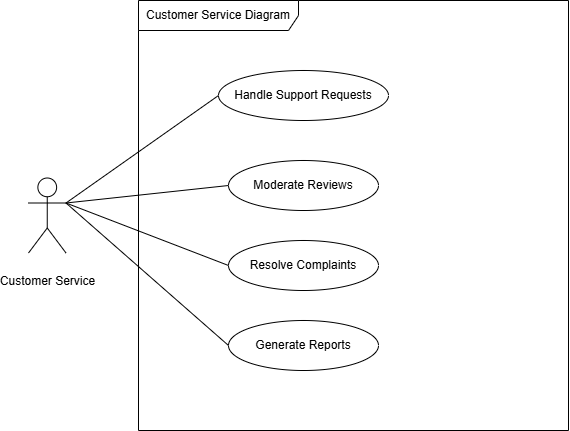 Customer Service Diagram
Handle Support Requests
Moderate Reviews
Resolve Complaints
Customer Service
Generate Reports